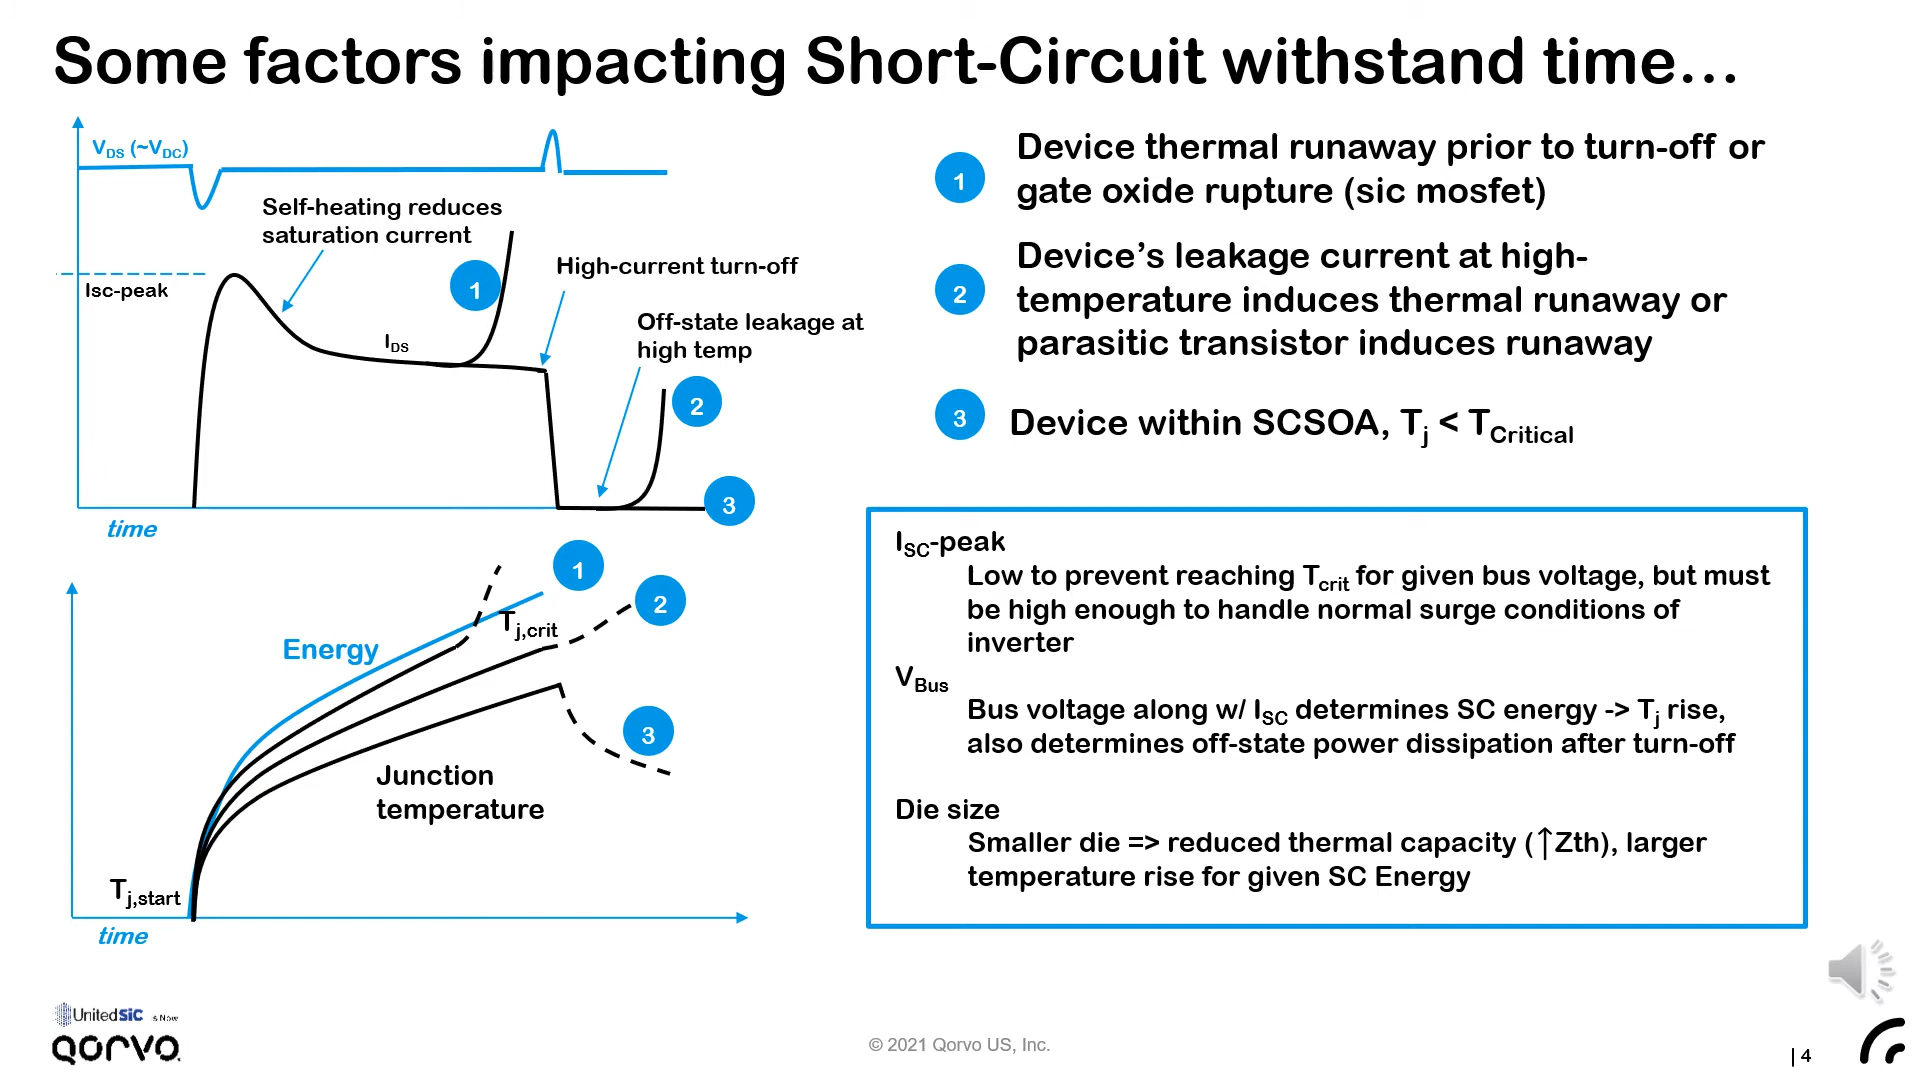 Some factors impacting Short-Circuit withstand time...
VDS (~VDC)
Self-heating reduces
saturation current
Isc-peak
IDS
1
High-current turn-off
Off-state leakage at
high temp
2
3
time
1
Device thermal runaway prior to turn-off or
gate oxide rupture (sic mosfet)
2
Device’s leakage current at high-
temperature induces thermal runaway or
parasitic transistor induces runaway
3
Device within SCSOA, Tj < TCritical
1
2
Tj,crit
Energy
3
Junction
temperature
Tj,start
time
ISC-peak
Low to prevent reaching Tcrit for given bus voltage, but must
be high enough to handle normal surge conditions of
inverter
VBus
Bus voltage along w/ ISC determines SC energy -> Tj rise,
also determines off-state power dissipation after turn-off
Die size
Smaller die => reduced thermal capacity (↑Zth), larger
temperature rise for given SC Energy
UnitedSiC is Now
QORVO
© 2021 Qorvo US, Inc.
| 4